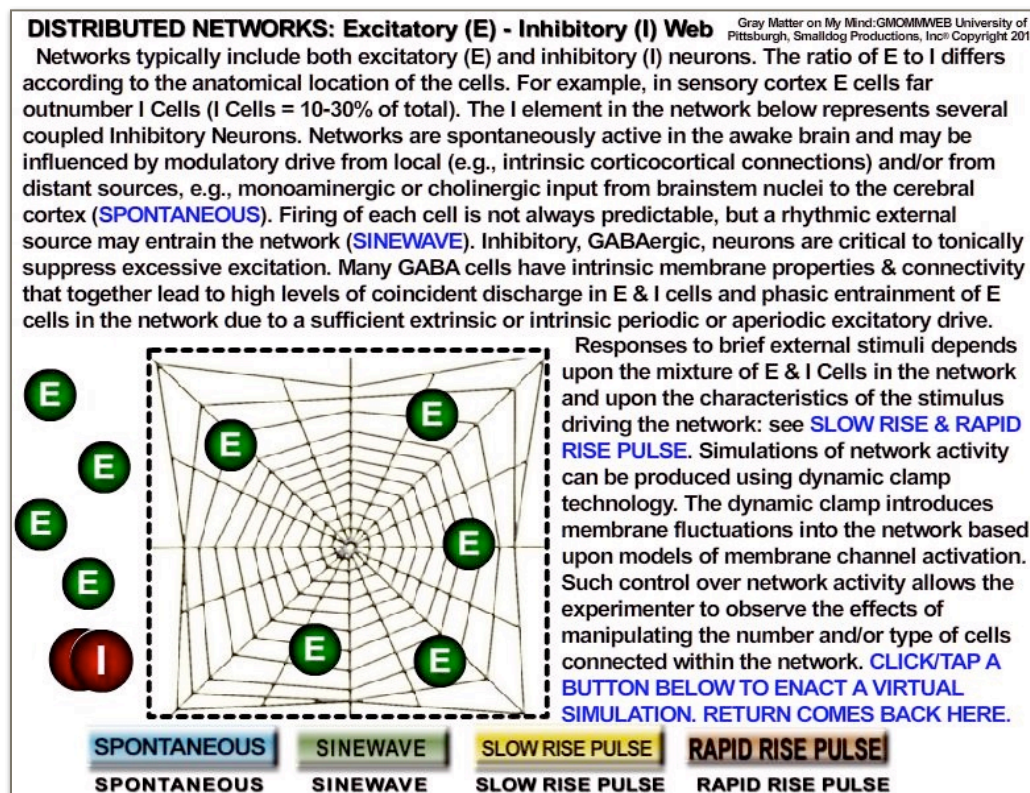 DISTRIBUTED NETWORKS: Excitatory (E) - Inhibitory (I) Web
Gray Matter on My Mind:GMOMMWEB University of
Pittsburgh, Smalldog Productions, Inc® Copyright 201
Networks typically include both excitatory (E) and inhibitory (I) neurons. The ratio of E to I differs
according to the anatomical location of the cells. For example, in sensory cortex E cells far
outnumber I Cells (I Cells = 10-30% of total). The I element in the network below represents several
coupled Inhibitory Neurons. Networks are spontaneously active in the awake brain and may be
influenced by modulatory drive from local (e.g., intrinsic corticocortical connections) and/or from
distant sources, e.g., monoaminergic or cholinergic input from brainstem nuclei to the cerebral
cortex (SPONTANEOUS). Firing of each cell is not always predictable, but a rhythmic external
source may entrain the network (SINEWAVE). Inhibitory, GABAergic, neurons are critical to tonically
suppress excessive excitation. Many GABA cells have intrinsic membrane properties & connectivity
that together lead to high levels of coincident discharge in E & I cells and phasic entrainment of E
cells in the network due to a sufficient extrinsic or intrinsic periodic or aperiodic excitatory drive.
Responses to brief external stimuli depends
upon the mixture of E & I Cells in the network
and upon the characteristics of the stimulus
driving the network: see SLOW RISE & RAPID
RISE PULSE. Simulations of network activity
can be produced using dynamic clamp
technology. The dynamic clamp introduces
membrane fluctuations into the network based
upon models of membrane channel activation.
Such control over network activity allows the
experimenter to observe the effects of
manipulating the number and/or type of cells
connected within the network. CLICK/TAP A
BUTTON BELOW TO ENACT A VIRTUAL
SIMULATION. RETURN COMES BACK HERE.
E
E
E
E
I
E
E
E
E
E
SPONTANEOUS
SINEWAVE
SLOW RISE PULSE
RAPID RISE PULSE
SPONTANEOUS
SINEWAVE
SLOW RISE PULSE
RAPID RISE PULSE